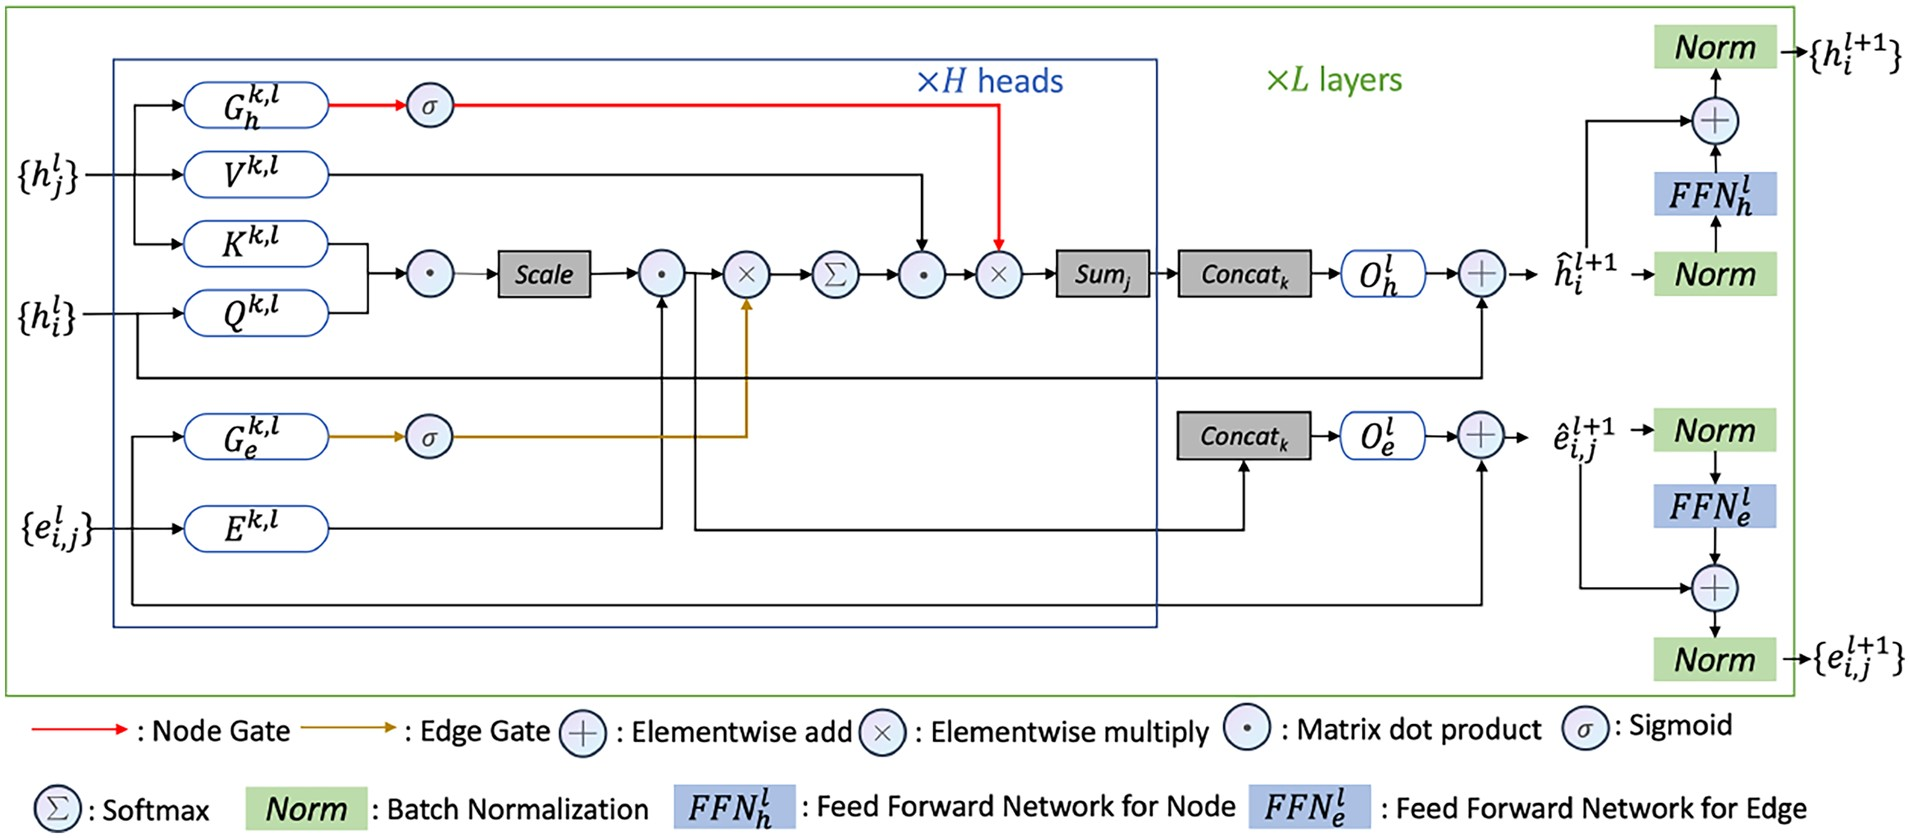 ×H heads
×L layers
Norm
{h_i^{l+1}}
G_h^{k,l}
σ
+
{h_j^l}
V^{k,l}
FFN_h^l
K^{k,l}
·
Scale
·
×
Σ
·
×
Sum_j
Concat_k
O_h^l
+
ĥ_i^{l+1}
Norm
{h_i^l}
Q^{k,l}
G_e^{k,l}
σ
Concat_k
O_e^l
+
ê_{i,j}^{l+1}
Norm
{e_{i,j}^l}
E^{k,l}
FFN_e^l
+
Norm
{e_{i,j}^{l+1}}
: Node Gate : Edge Gate + : Elementwise add × : Elementwise multiply · : Matrix dot product σ : Sigmoid
Σ : Softmax Norm : Batch Normalization FFN_h^l : Feed Forward Network for Node FFN_e^l : Feed Forward Network for Edge